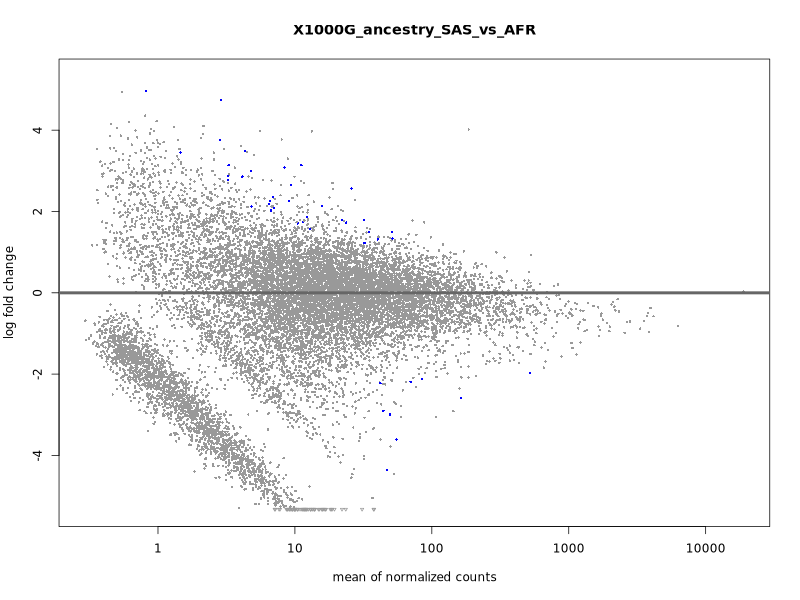 X1000G_ancestry_SAS_vs_AFR
4
2
0
-2
-4
log fold change
1 10 100 1000 10000
mean of normalized counts